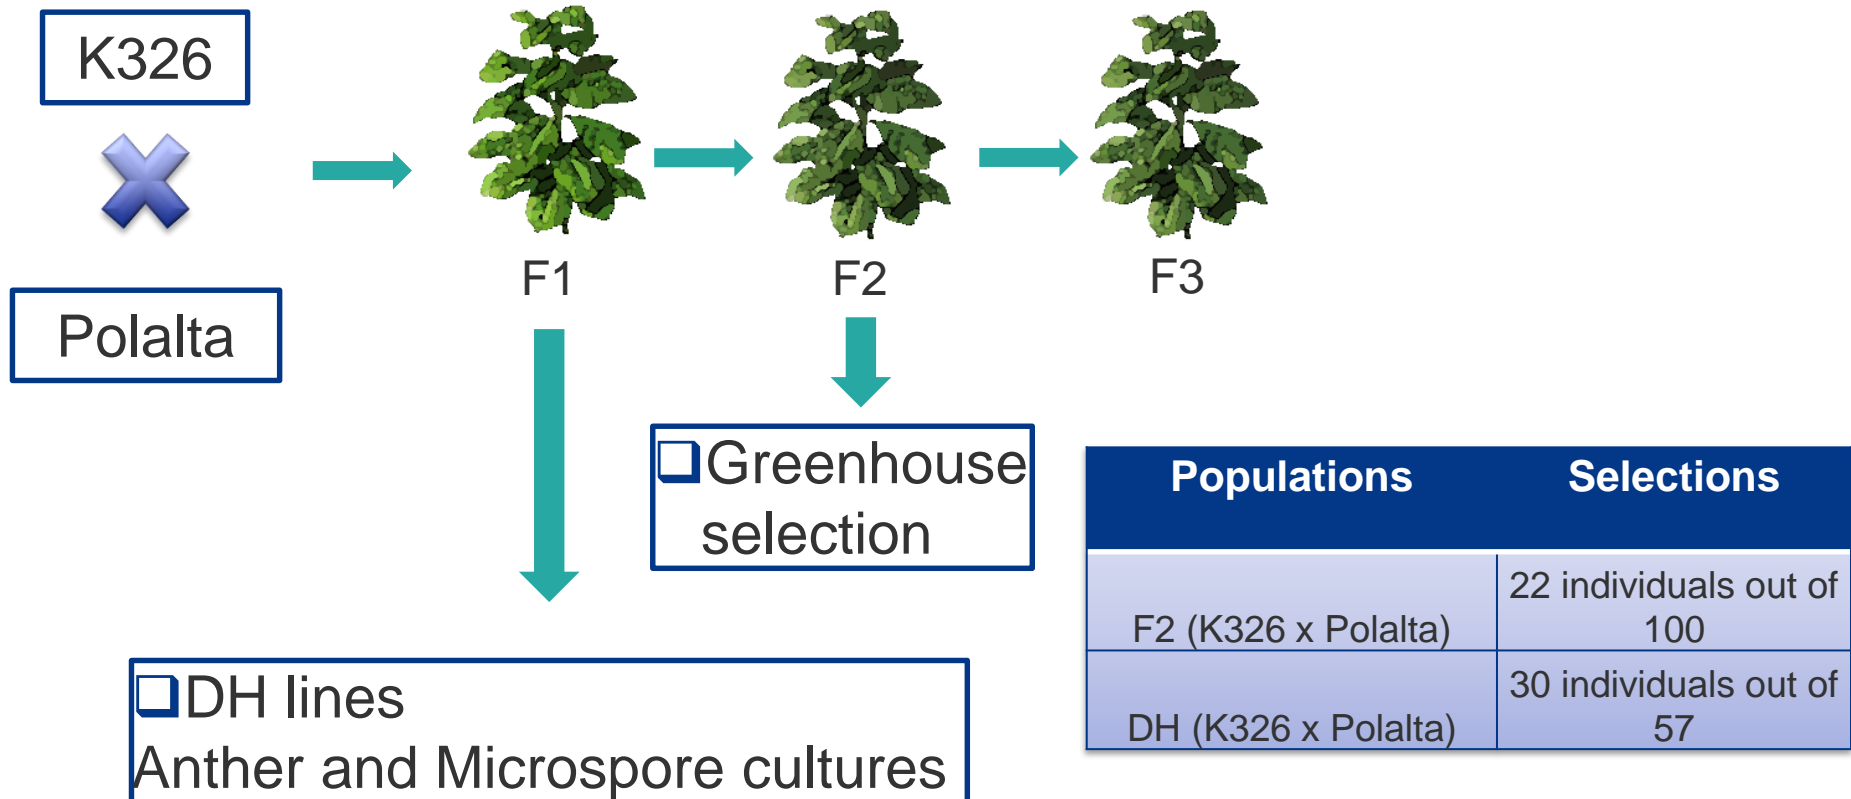 K326
Polalta
F1
F2
F3
❑Greenhouse
selection
❑DH lines
Anther and Microspore cultures
Populations Selections
F2 (K326 x Polalta) 22 individuals out of
100
DH (K326 x Polalta) 30 individuals out of
57